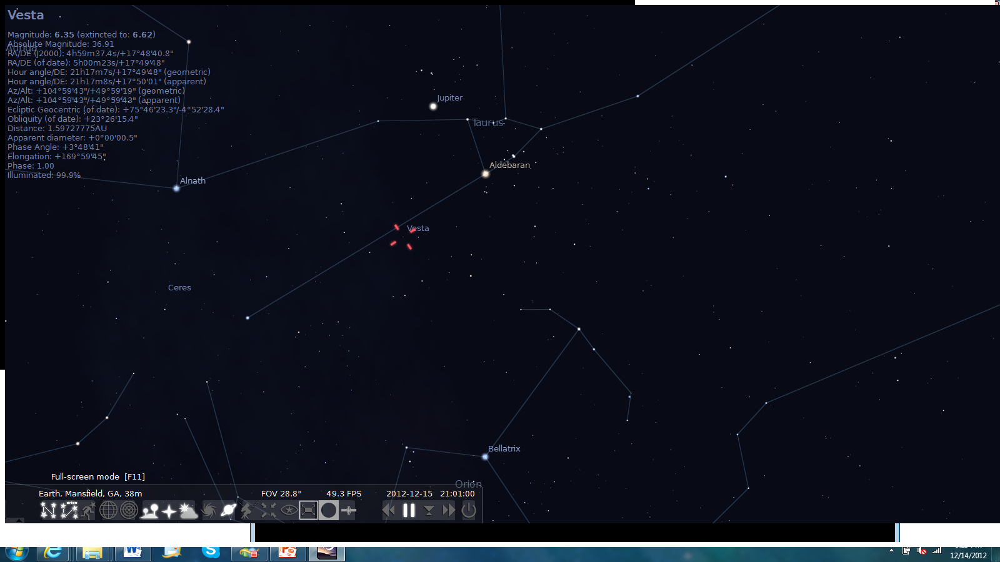 Vesta
Magnitude: 6.35 (extincted to: 6.62)
Absolute Magnitude: 36.91
RA/DE (J2000): 4h59m37.4s/+17°48'40.8"
RA/DE (of date): 5h00m23s/+17°49'48"
Hour angle/DE: 21h17m7s/+17°49'48" (geometric)
Hour angle/DE: 21h17m8s/+17°50'01" (apparent)
Az/Alt: +104°59'43"/+49°59'19" (geometric)
Az/Alt: +104°59'43"/+49°59'43" (apparent)
Ecliptic Geocentric (of date): +75°46'23.3"/-4°52'28.4"
Obliquity (of date): +23°26'15.4"
Distance: 1.59727775AU
Apparent diameter: +0°00'00.5"
Phase Angle: +3°48'41"
Elongation: +169°59'45"
Phase: 1.00
Illuminated: 99.9%
Jupiter
Taurus
Aldebaran
Alnath
Vesta
Ceres
Bellatrix
Orion
Full-screen mode [F11]
Earth, Mansfield, GA, 38m FOV 28.8° 49.3 FPS 2012-12-15 21:01:00
orion
12/14/2012